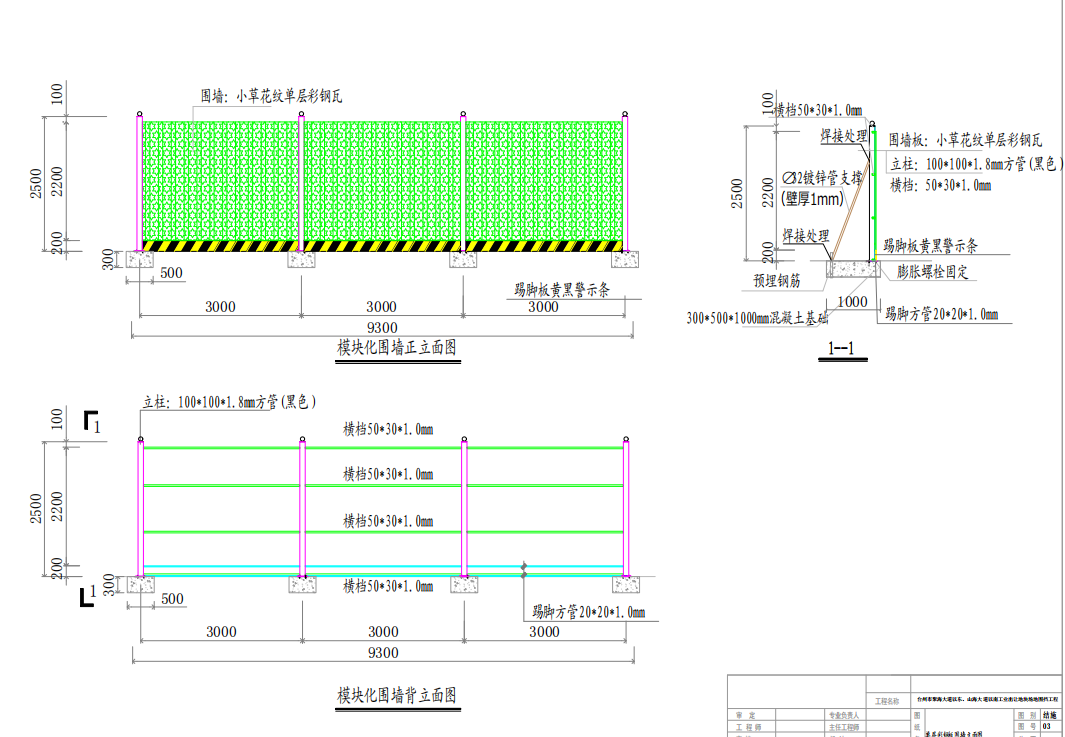 围墙：小草花纹单层彩钢瓦
100
2500
2200
200
300
500
踢脚板黄黑警示条
3000
3000
3000
9300
模块化围墙正立面图
100
横档50*30*1.0mm
焊接处理
围墙板：小草花纹单层彩钢瓦
立柱：100*100*1.8mm方管(黑色)
横档：50*30*1.0mm
2500
2200
200
∅32镀锌管支撑
(壁厚1mm)
焊接处理
踢脚板黄黑警示条
预埋钢筋
膨胀螺栓固定
1000
300*500*1000mm混凝土基础
踢脚方管20*20*1.0mm
1--1
立柱：100*100*1.8mm方管(黑色)
100
1
横档50*30*1.0mm
横档50*30*1.0mm
2500
2200
横档50*30*1.0mm
200
1
300
横档50*30*1.0mm
500
踢脚方管20*20*1.0mm
3000
3000
3000
9300
模块化围墙背立面图
工程名称
审 定
专业负责人
图
图 别
结施
工 程 师
主任工程师
纸
图 号
03